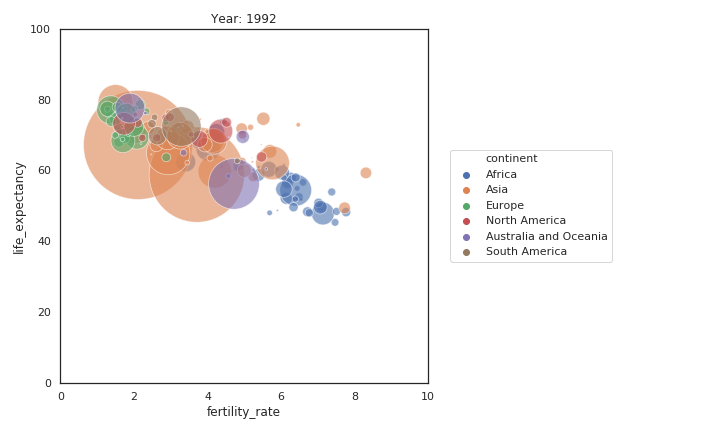 Year: 1992
100
80
60
40
20
0
life_expectancy
0 2 4 6 8 10
fertility_rate
continent
Africa
Asia
Europe
North America
Australia and Oceania
South America